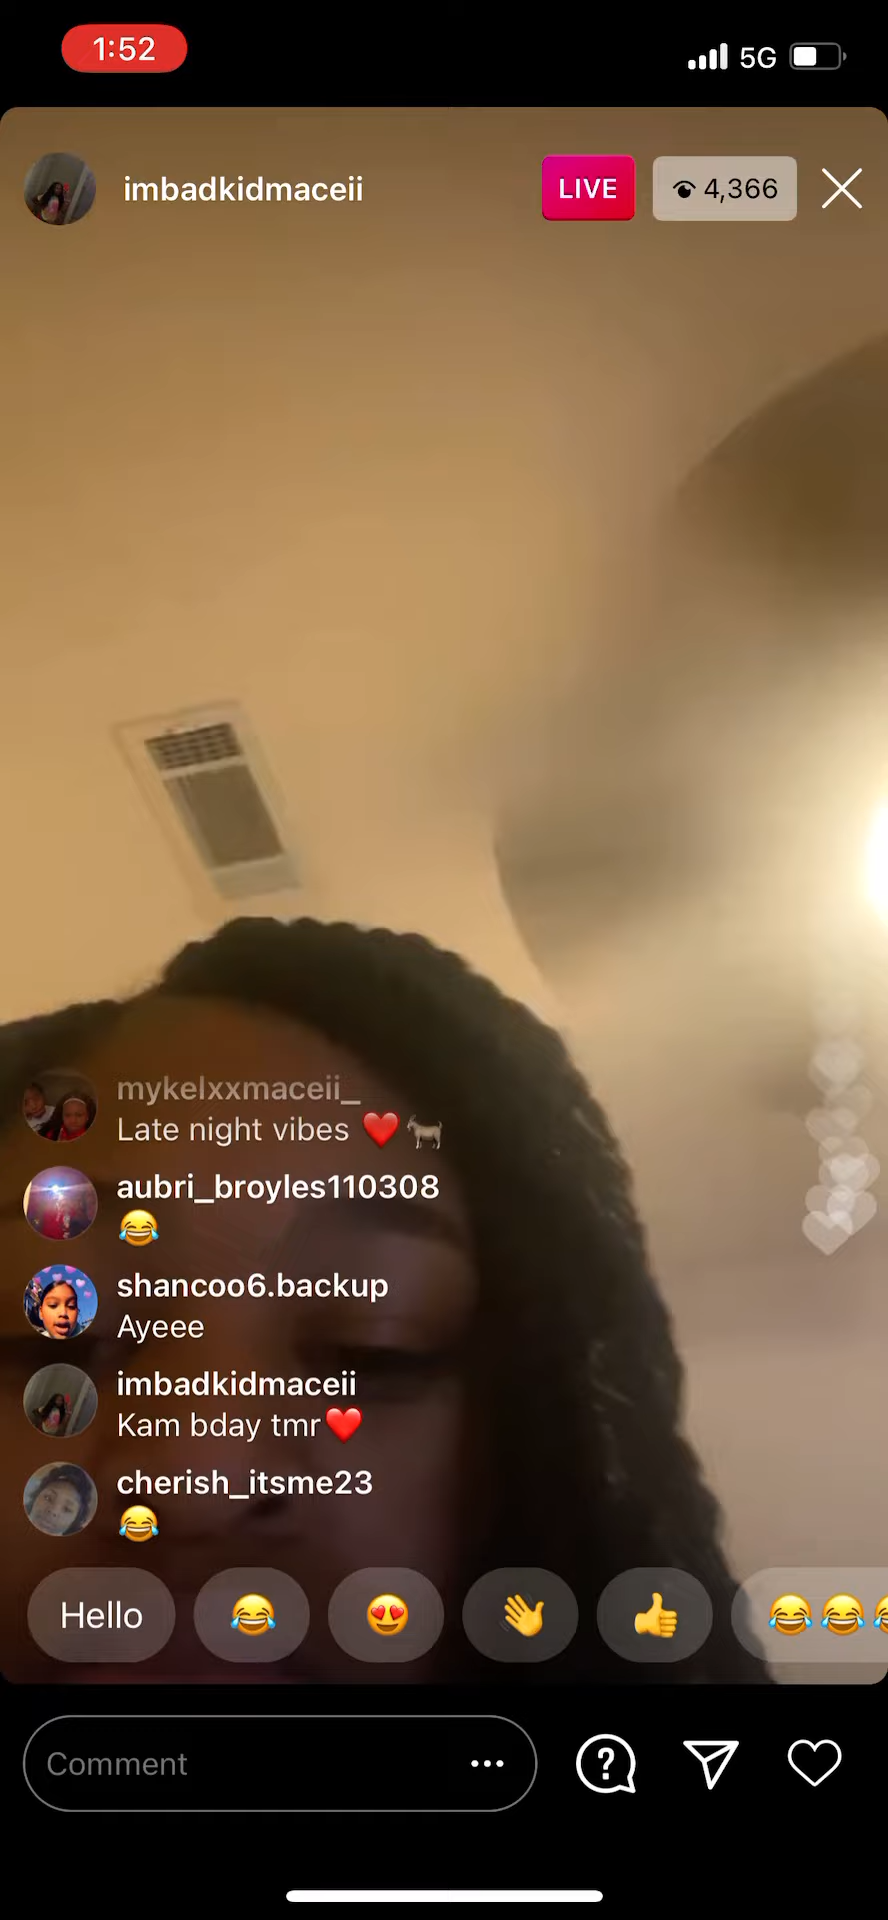 1:52
5G
imbadkidmaceii
LIVE
4,366
mykelxxmaceii_
Late night vibes ❤️🐐
aubri_broyles110308
😂
shancoo6.backup
Ayeee
imbadkidmaceii
Kam bday tmr❤️
cherish_itsme23
😂
Hello 😂 😍 👋 👍 😂😂😂
Comment